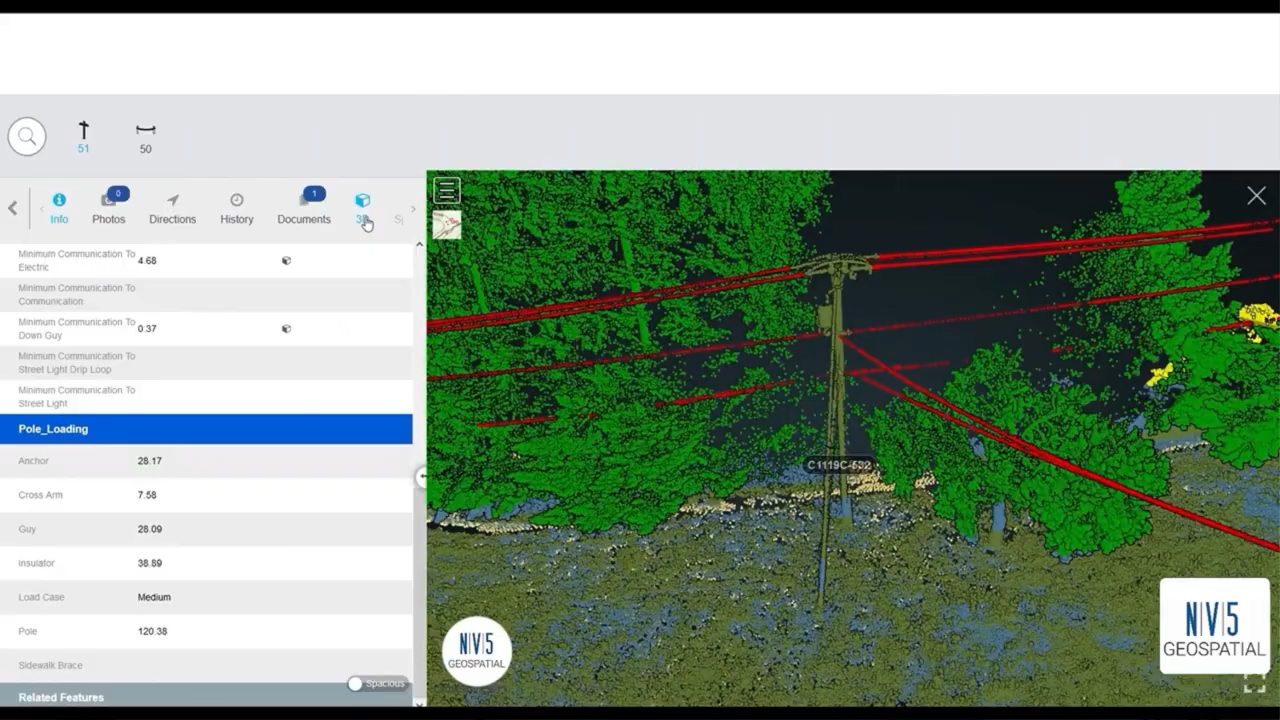 51
50
Info
0
Photos
Directions
History
1
Documents
Minimum Communication To
Electric
4.68
Minimum Communication To
Communication
Minimum Communication To
Down Guy
0.37
Minimum Communication To
Street Light Drip Loop
Minimum Communication To
Street Light
Pole_Loading
Anchor 28.17
Cross Arm 7.58
Guy 28.09
Insulator 38.89
Load Case Medium
Pole 120.38
Sidewalk Brace
Spacious
Related Features
C1119C-532
NV5
GEOSPATIAL
NV5
GEOSPATIAL